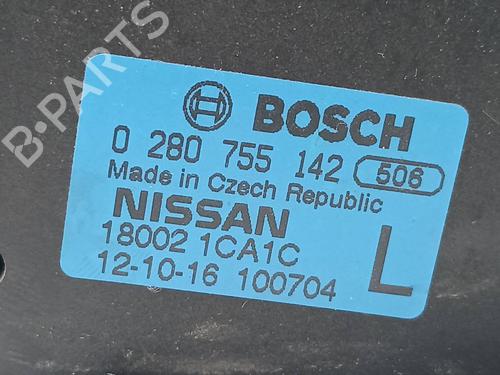 B-PARTS
BOSCH
0 280 755 142 506
Made in Czech Republic
NISSAN
18002 1CA1C
12-10-16 100704
L